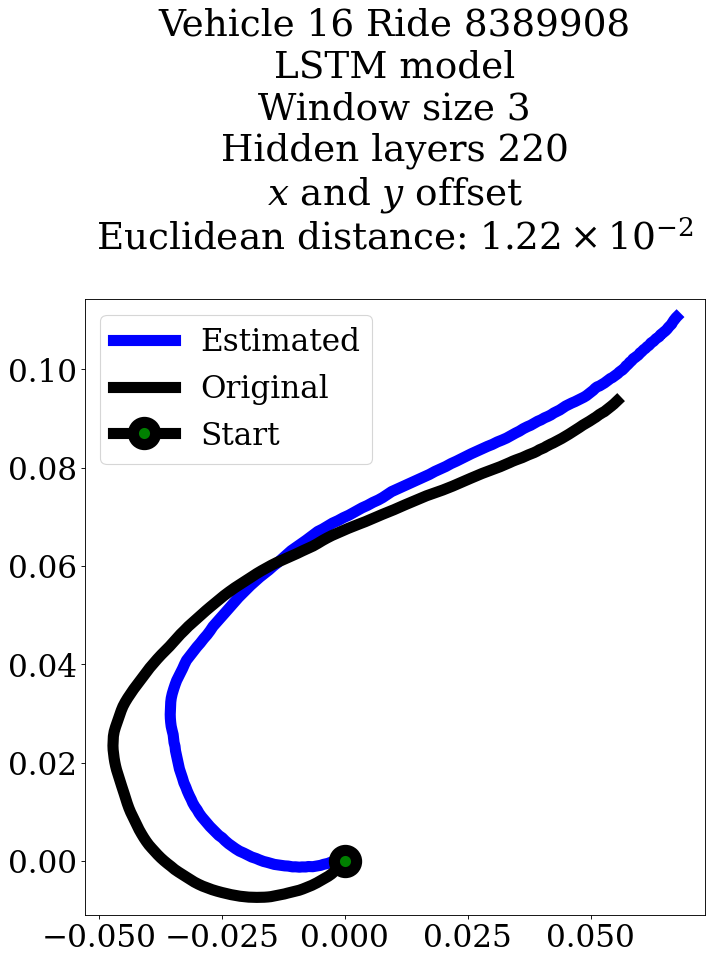 Vehicle 16 Ride 8389908
LSTM model
Window size 3
Hidden layers 220
x and y offset
Euclidean distance: 1.22 × 10⁻²
Estimated
Original
Start
0.10
0.08
0.06
0.04
0.02
0.00
−0.050 −0.025 0.000 0.025 0.050